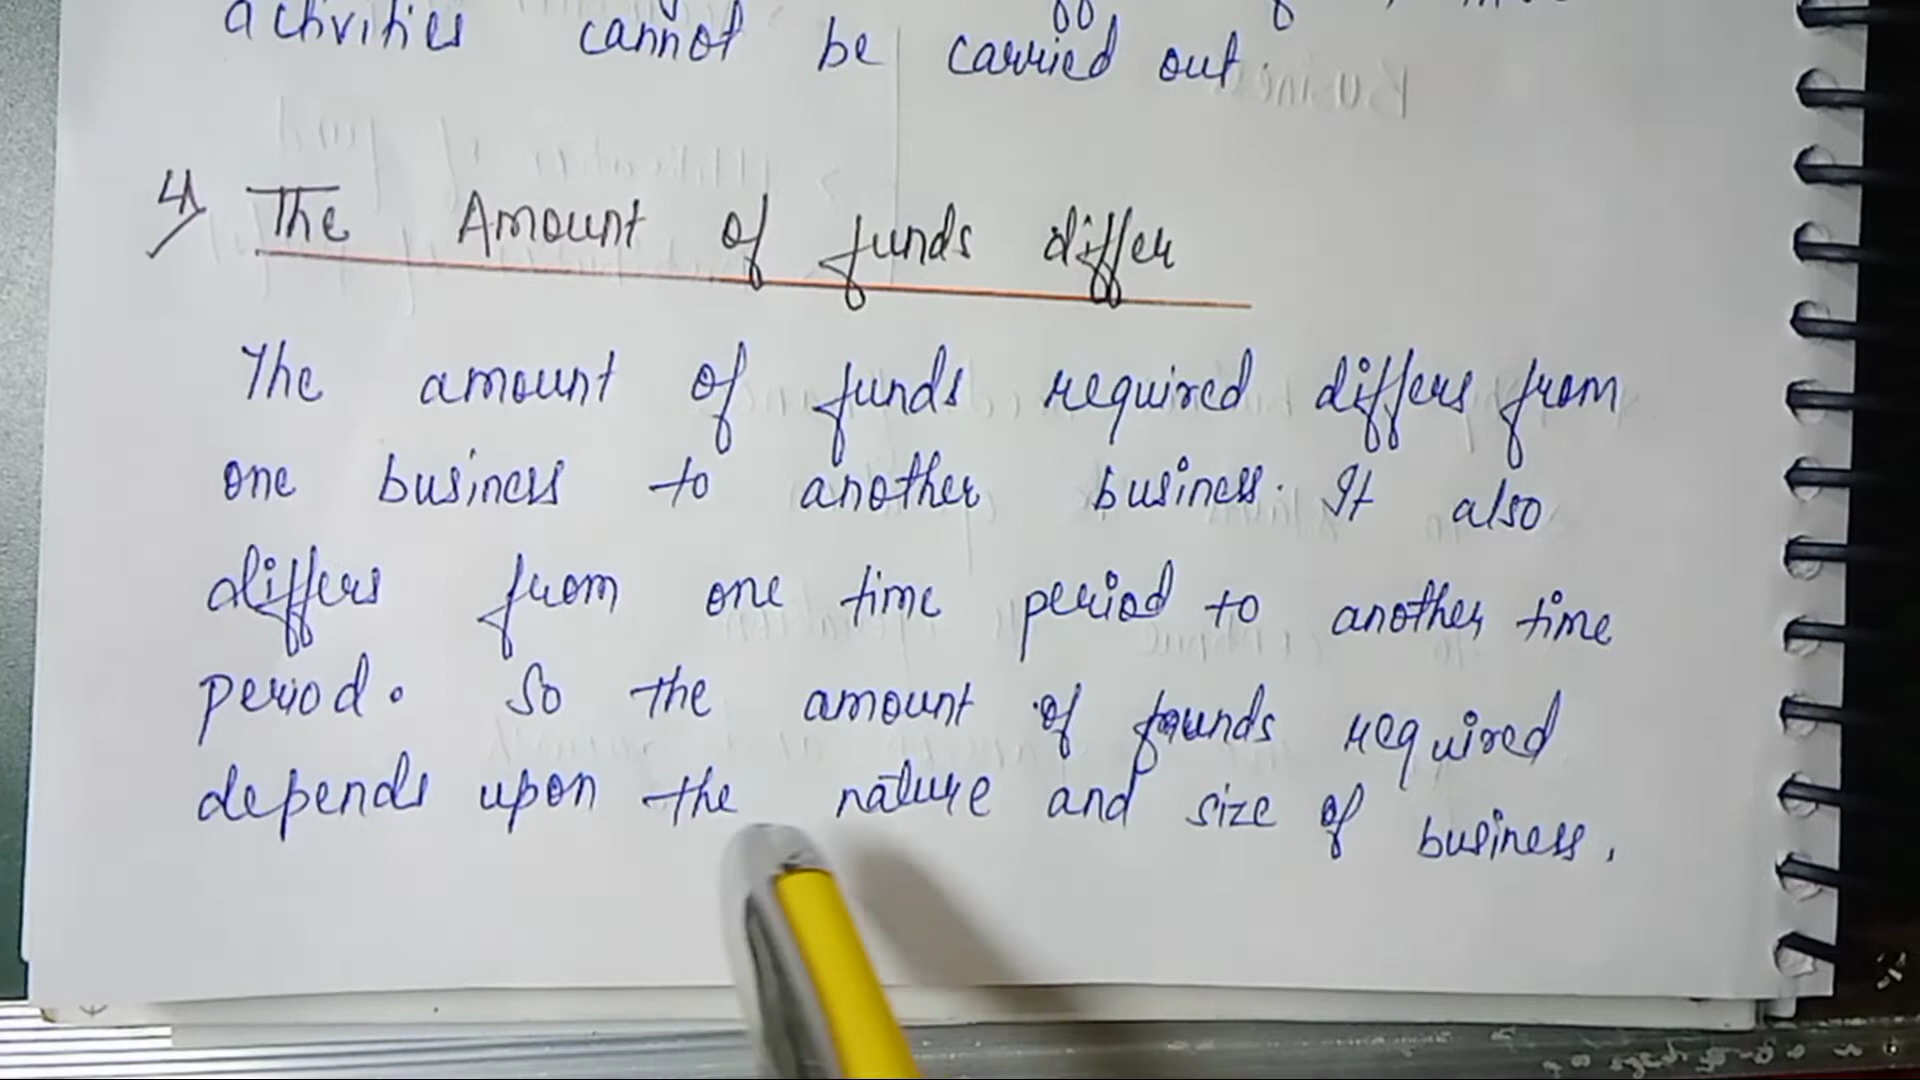 activities cannot be carried out.
4) The Amount of funds differ
The amount of funds required differs from
one business to another business. It also
differs from one time period to another time
period. So the amount of funds required
depends upon the nature and size of business.